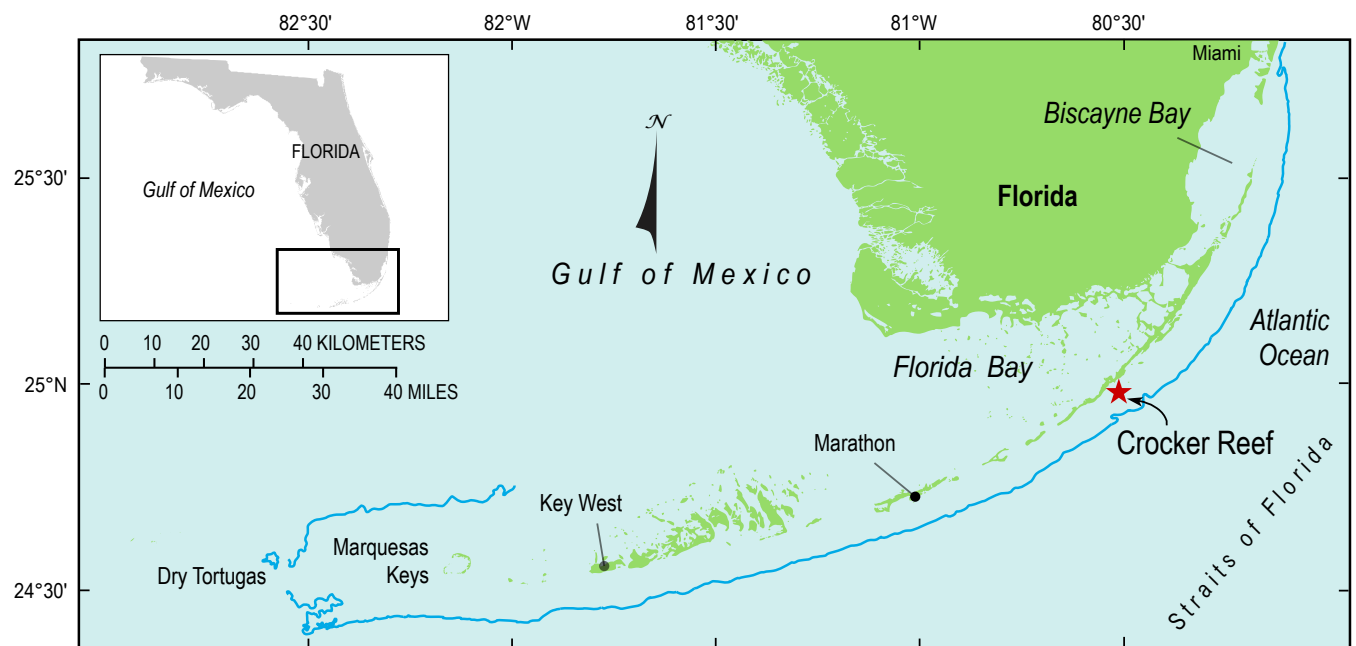 82°30' 82°W 81°30' 81°W 80°30'
Miami
Biscayne Bay
N
FLORIDA
Gulf of Mexico
25°30'
Florida
Gulf of Mexico
0 10 20 30 40 KILOMETERS
0 10 20 30 40 MILES
Atlantic
Ocean
Florida Bay
25°N
Crocker Reef
Marathon
Straits of Florida
Key West
Marquesas
Keys
Dry Tortugas
24°30'